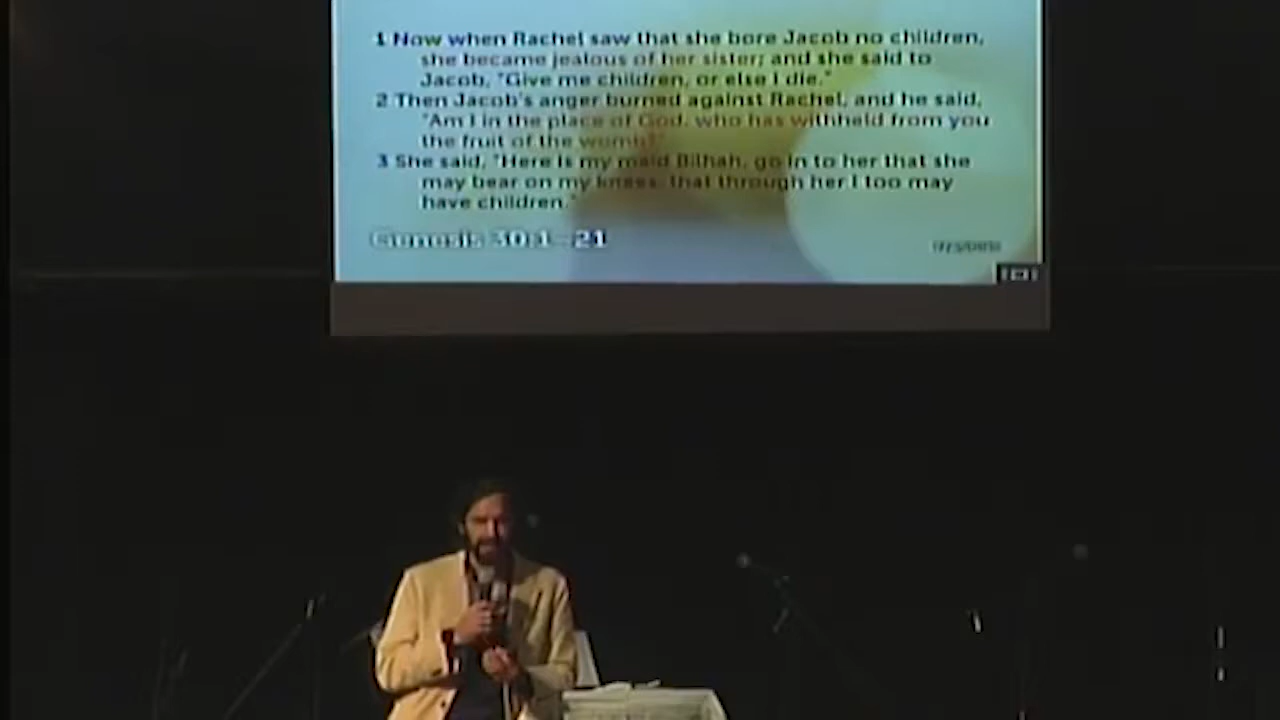 1 Now when Rachel saw that she bore Jacob no children,
she became jealous of her sister; and she said to
Jacob, "Give me children, or else I die."
2 Then Jacob's anger burned against Rachel, and he said,
"Am I in the place of God, who has withheld from you
the fruit of the womb?"
3 She said, "Here is my maid Bilhah, go in to her that she
may bear on my knees, that through her I too may
have children."
Genesis 30:1-21